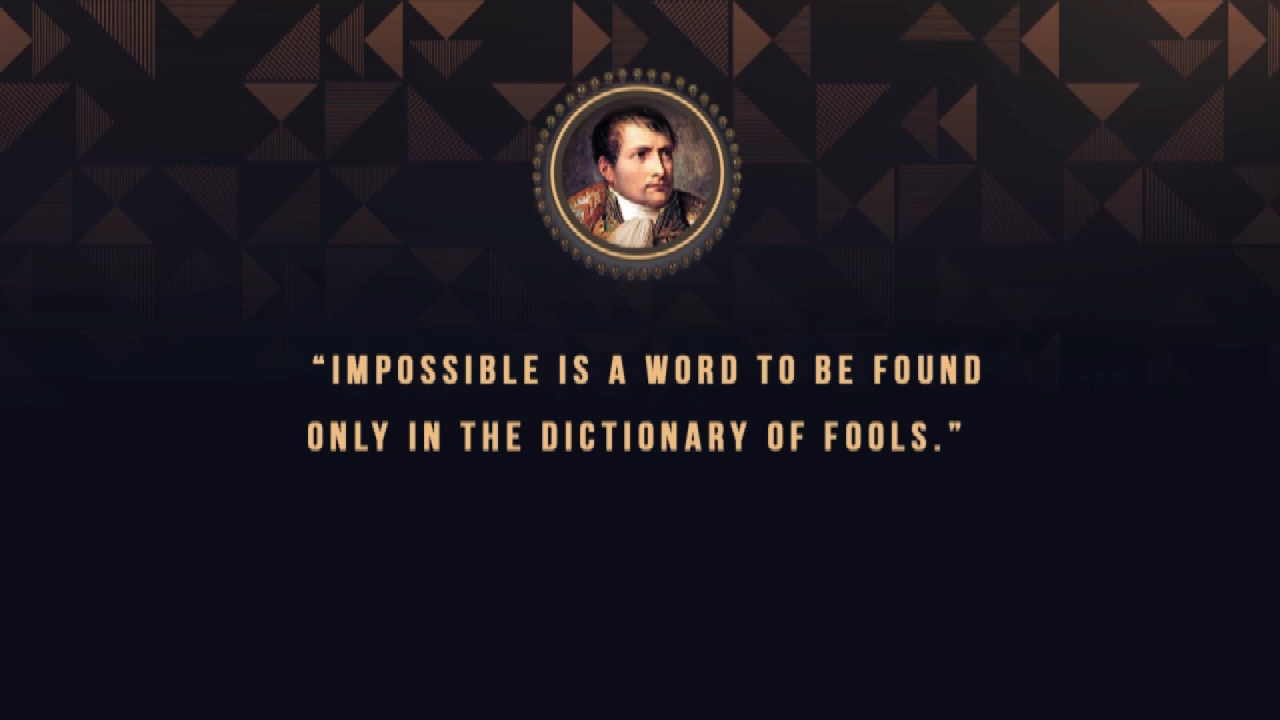 “IMPOSSIBLE IS A WORD TO BE FOUND
ONLY IN THE DICTIONARY OF FOOLS.”